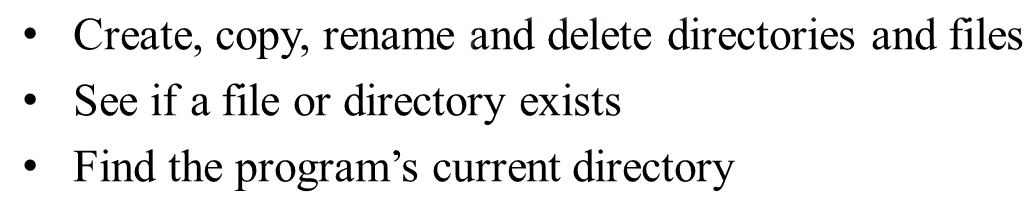 • Create, copy, rename and delete directories and files
• See if a file or directory exists
• Find the program’s current directory